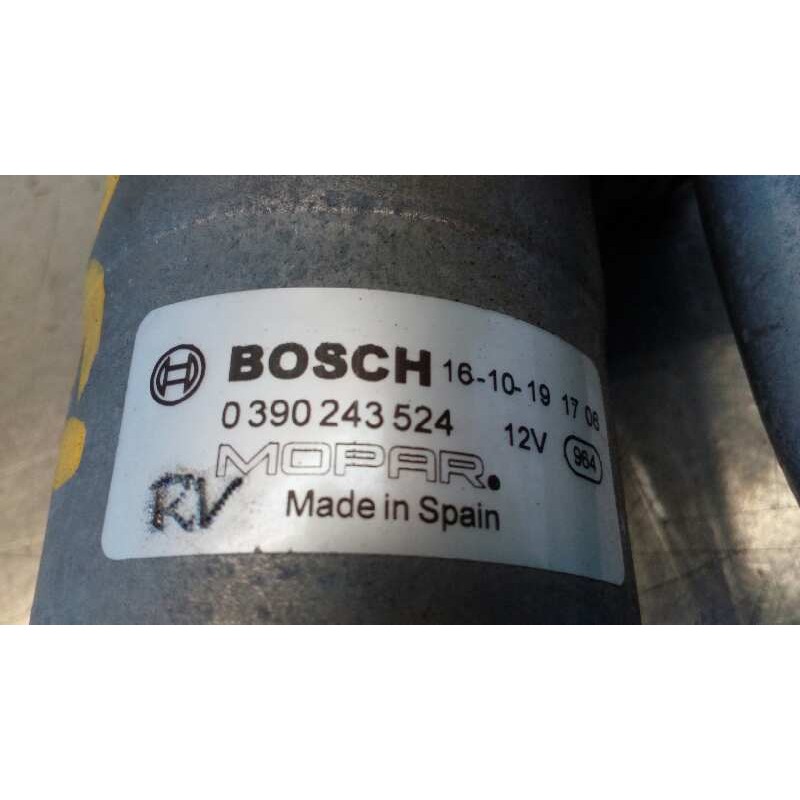 BOSCH 16-10-19 17 06
0 390 243 524 12V 964
MOPAR.
RV Made in Spain